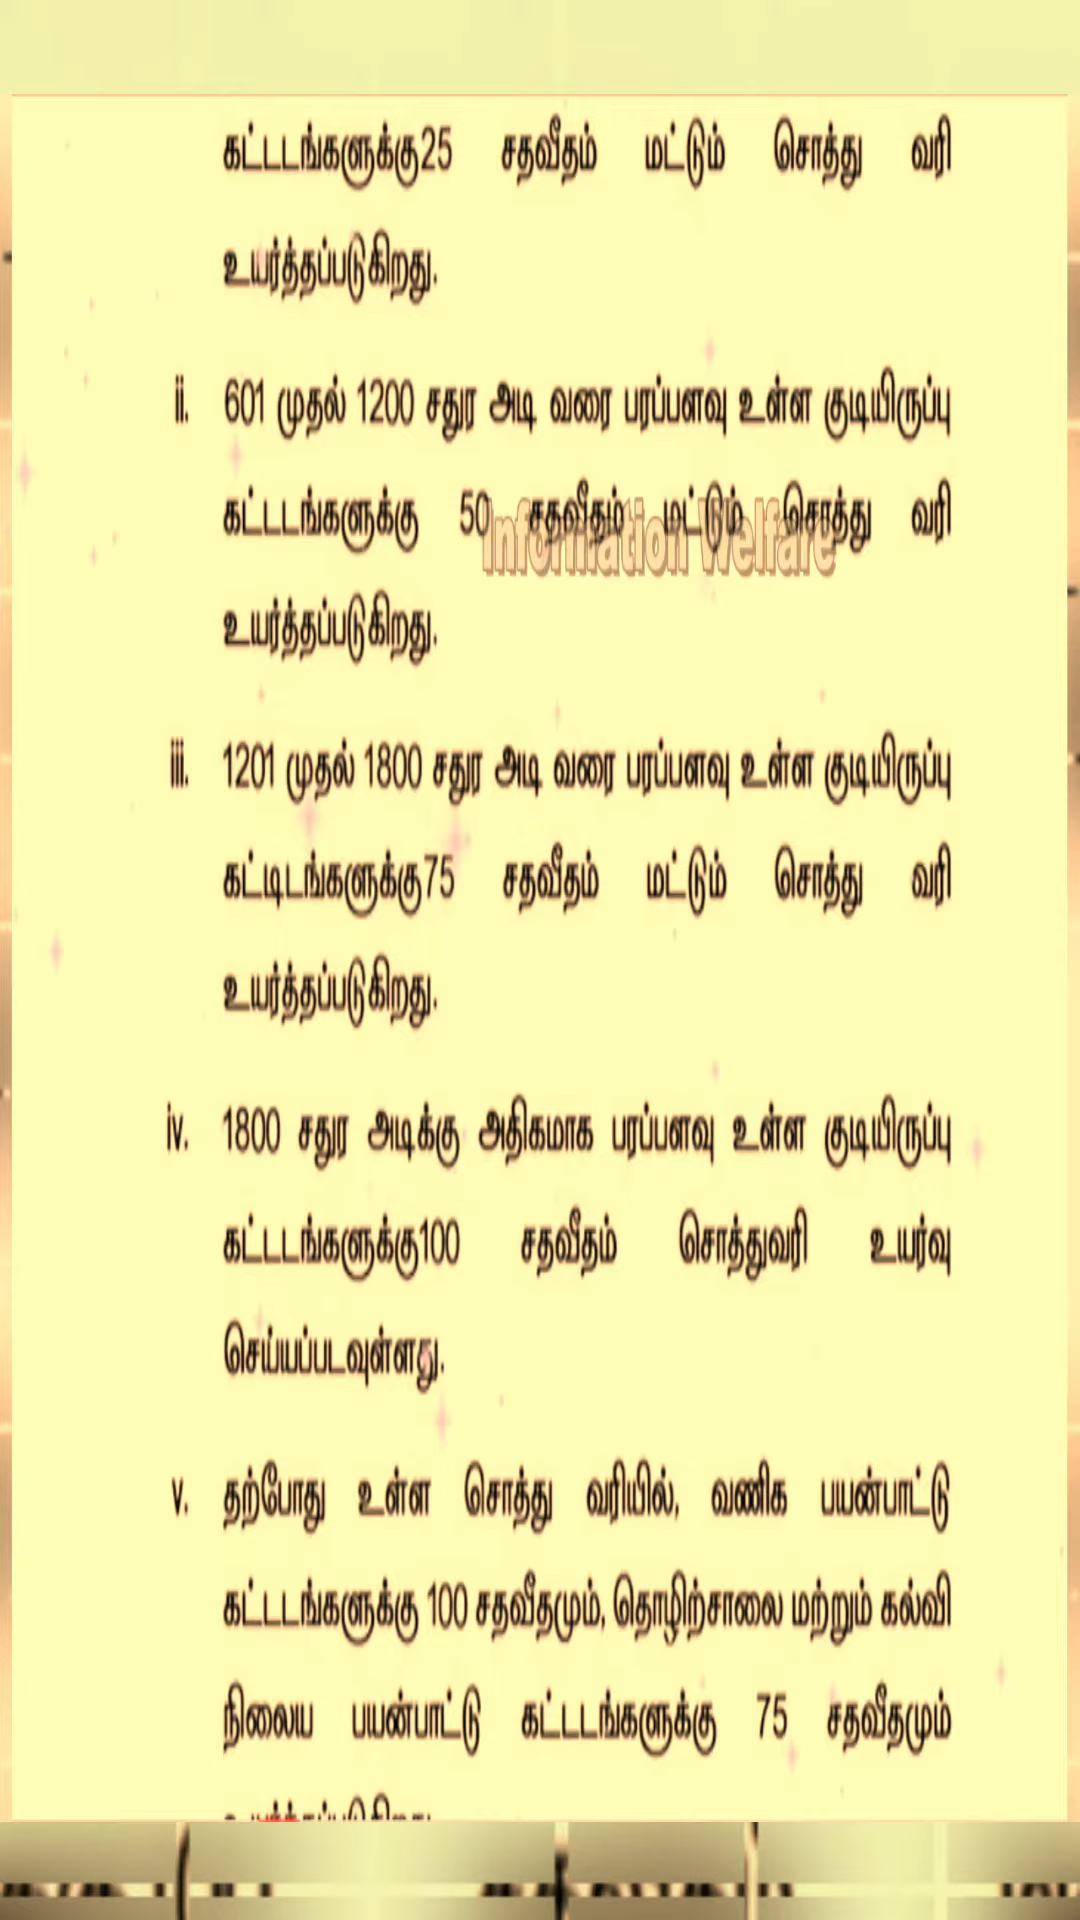 கட்டடங்களுக்கு25 சதவீதம் மட்டும் சொத்து வரி
உயர்த்தப்படுகிறது.
ii. 601 முதல் 1200 சதுர அடி வரை பரப்பளவு உள்ள குடியிருப்பு
கட்டடங்களுக்கு 50 சதவீதம் மட்டும் சொத்து வரி
Information Welfare
உயர்த்தப்படுகிறது.
iii. 1201 முதல் 1800 சதுர அடி வரை பரப்பளவு உள்ள குடியிருப்பு
கட்டிடங்களுக்கு75 சதவீதம் மட்டும் சொத்து வரி
உயர்த்தப்படுகிறது.
iv. 1800 சதுர அடிக்கு அதிகமாக பரப்பளவு உள்ள குடியிருப்பு
கட்டடங்களுக்கு100 சதவீதம் சொத்துவரி உயர்வு
செய்யப்படவுள்ளது.
v. தற்போது உள்ள சொத்து வரியில், வணிக பயன்பாட்டு
கட்டடங்களுக்கு 100 சதவீதமும், தொழிற்சாலை மற்றும் கல்வி
நிலைய பயன்பாட்டு கட்டடங்களுக்கு 75 சதவீதமும்